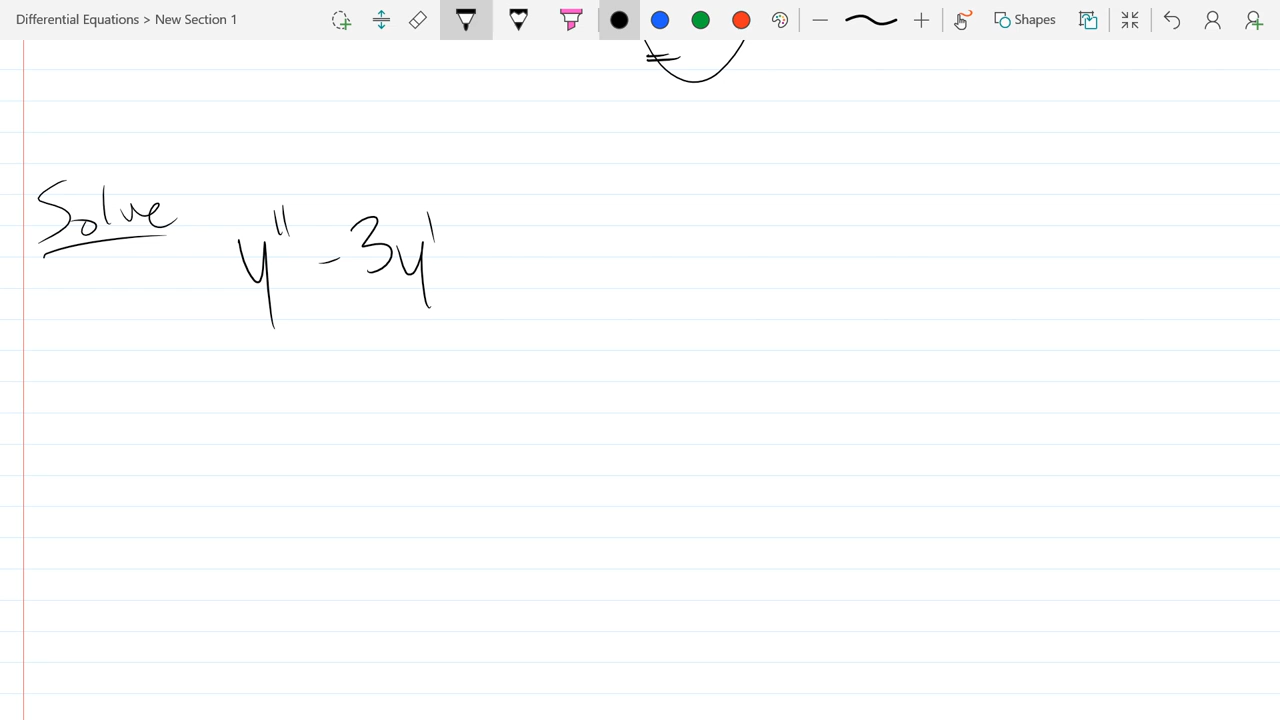 Differential Equations > New Section 1
Shapes
=
Solve y'' - 3y'